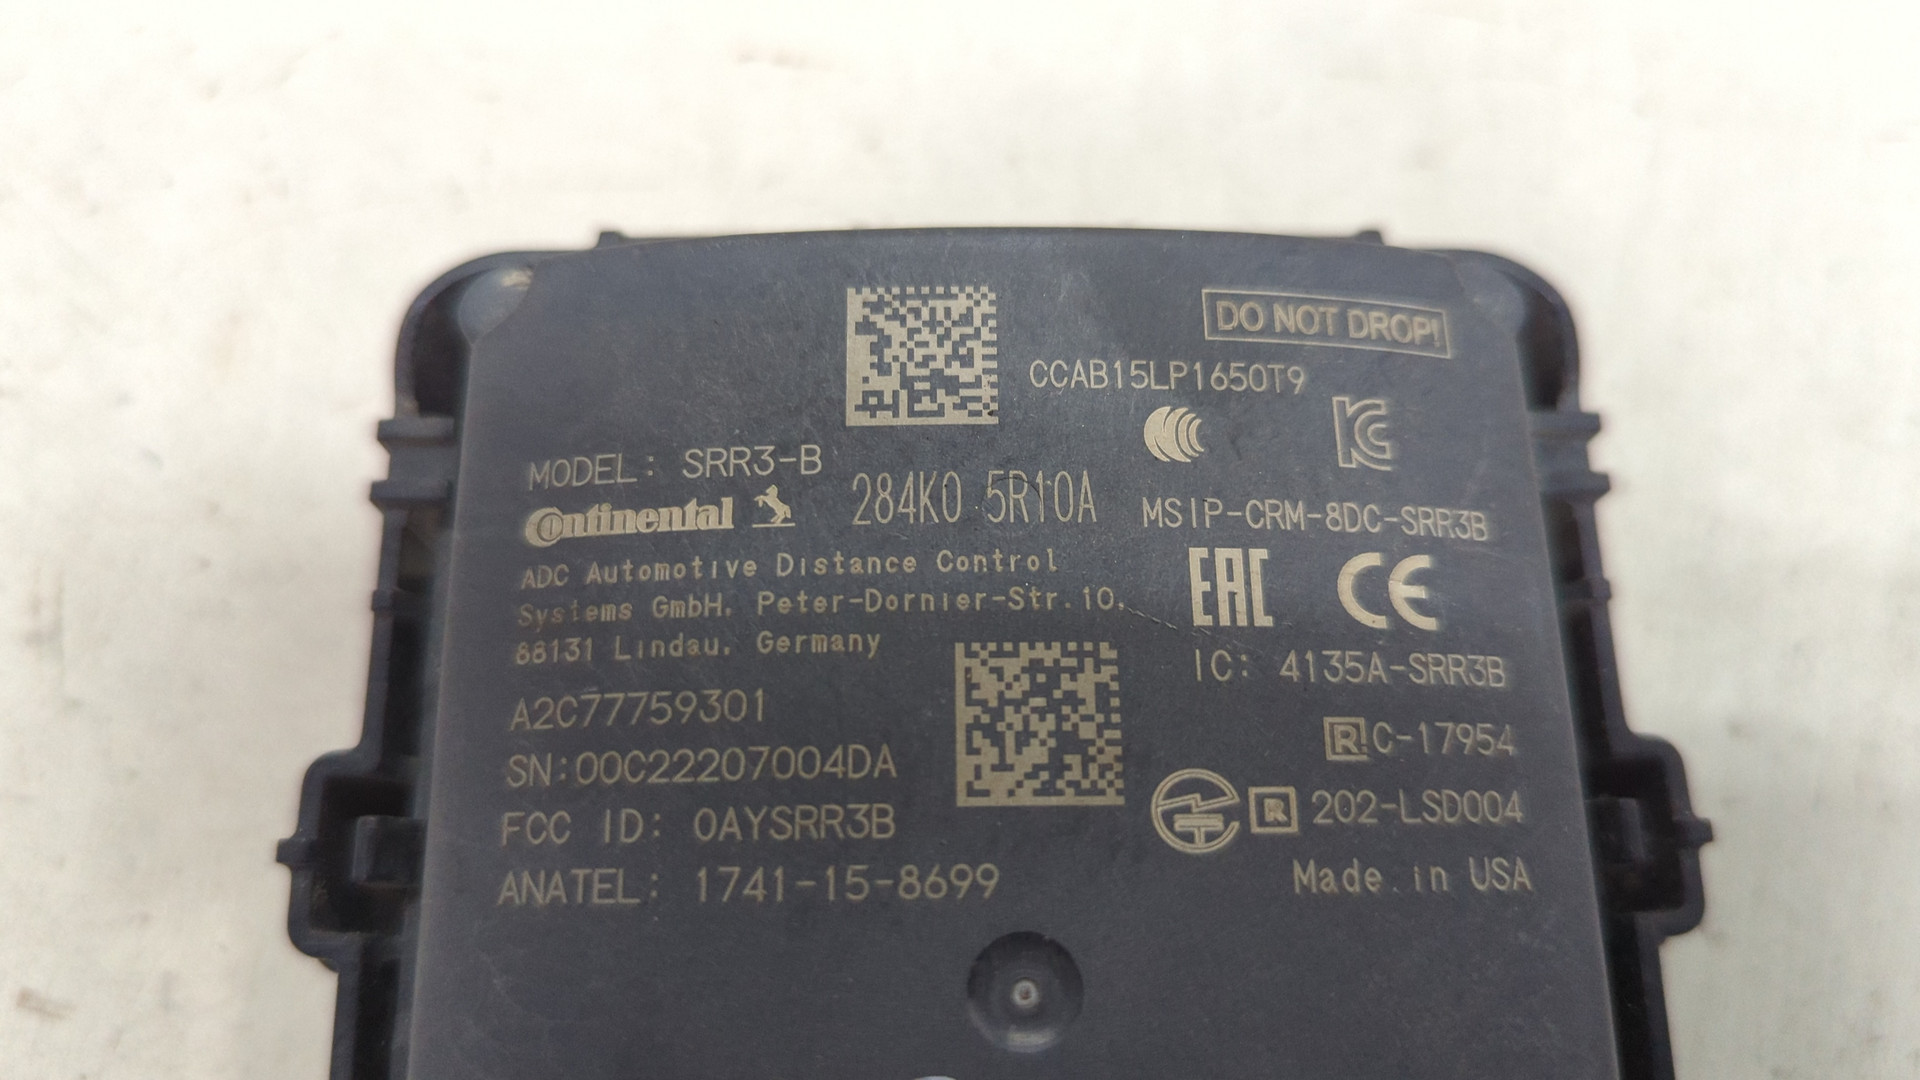 DO NOT DROP!
CCAB15LP1650T9
MODEL: SRR3-B
Continental
284K0 5R10A
MSIP-CRM-8DC-SRR3B
ADC Automotive Distance Control
Systems GmbH, Peter-Dornier-Str.10,
88131 Lindau, Germany
EAC CE
IC: 4135A-SRR3B
A2C77759301
R C-17954
SN:00C22207004DA
R 202-LSD004
FCC ID: OAYSRR3B
Made in USA
ANATEL: 1741-15-8699